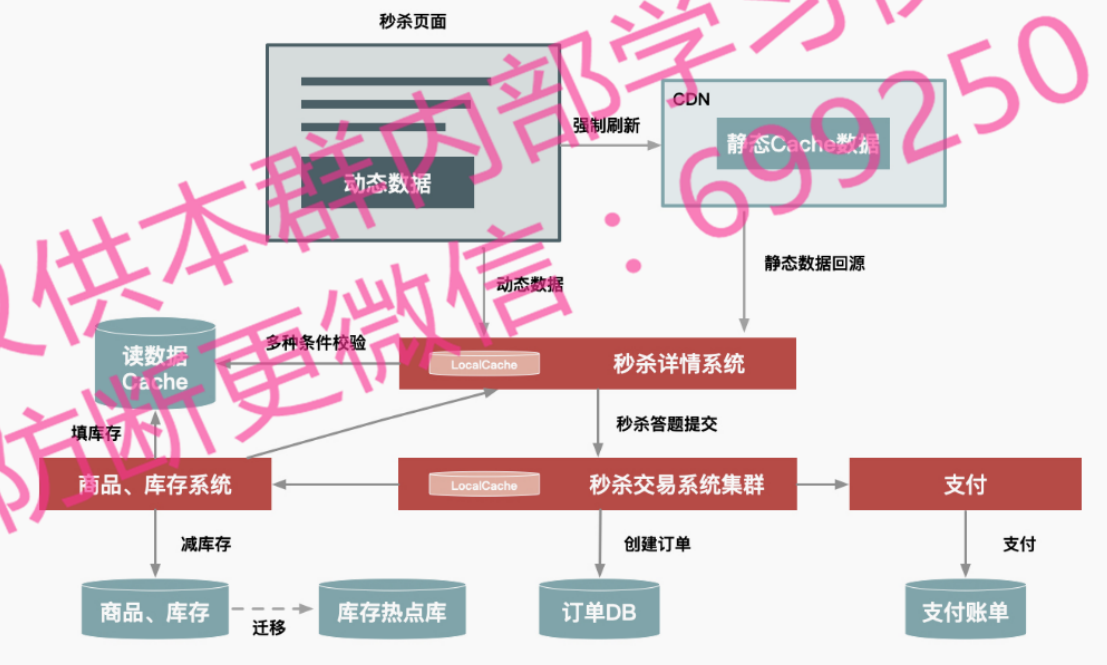 秒杀页面
CDN
强制刷新
静态Cache数据
动态数据
静态数据回源
动态数据
多种条件校验
读数据
Cache
LocalCache
秒杀详情系统
填库存
秒杀答题提交
商品、库存系统
LocalCache
秒杀交易系统集群
支付
减库存
创建订单
支付
商品、库存
迁移
库存热点库
订单DB
支付账单
供本群内部学习
防断更微信：699250